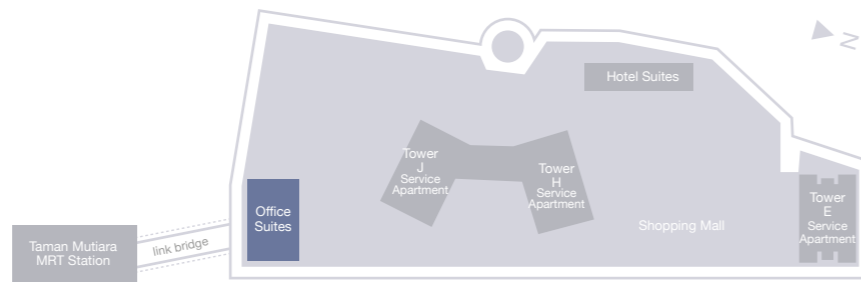 N
Hotel Suites
Tower
J
Service
Apartment
Tower
H
Service
Apartment
Office
Suites
Shopping Mall
Tower
E
Service
Apartment
Taman Mutiara
MRT Station
link bridge